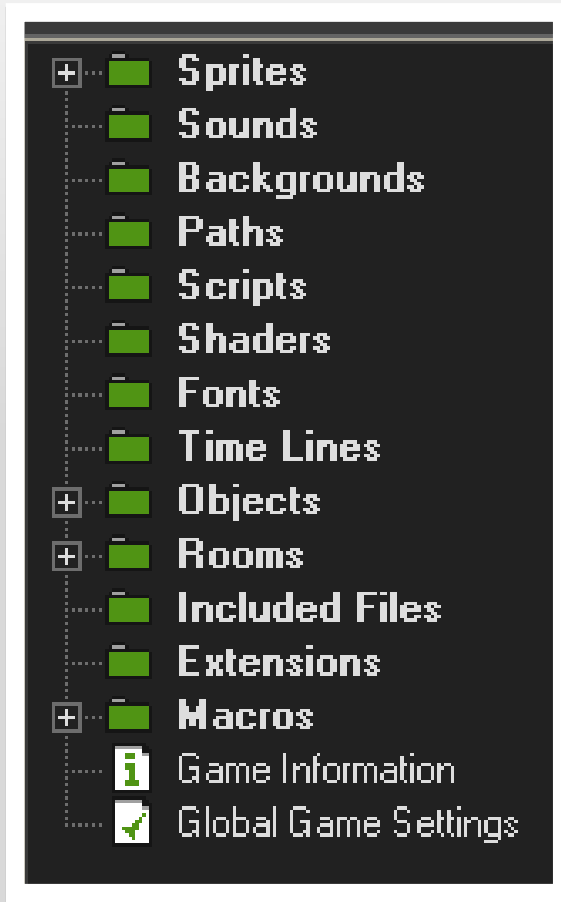 Sprites
Sounds
Backgrounds
Paths
Scripts
Shaders
Fonts
Time Lines
Objects
Rooms
Included Files
Extensions
Macros
Game Information
Global Game Settings